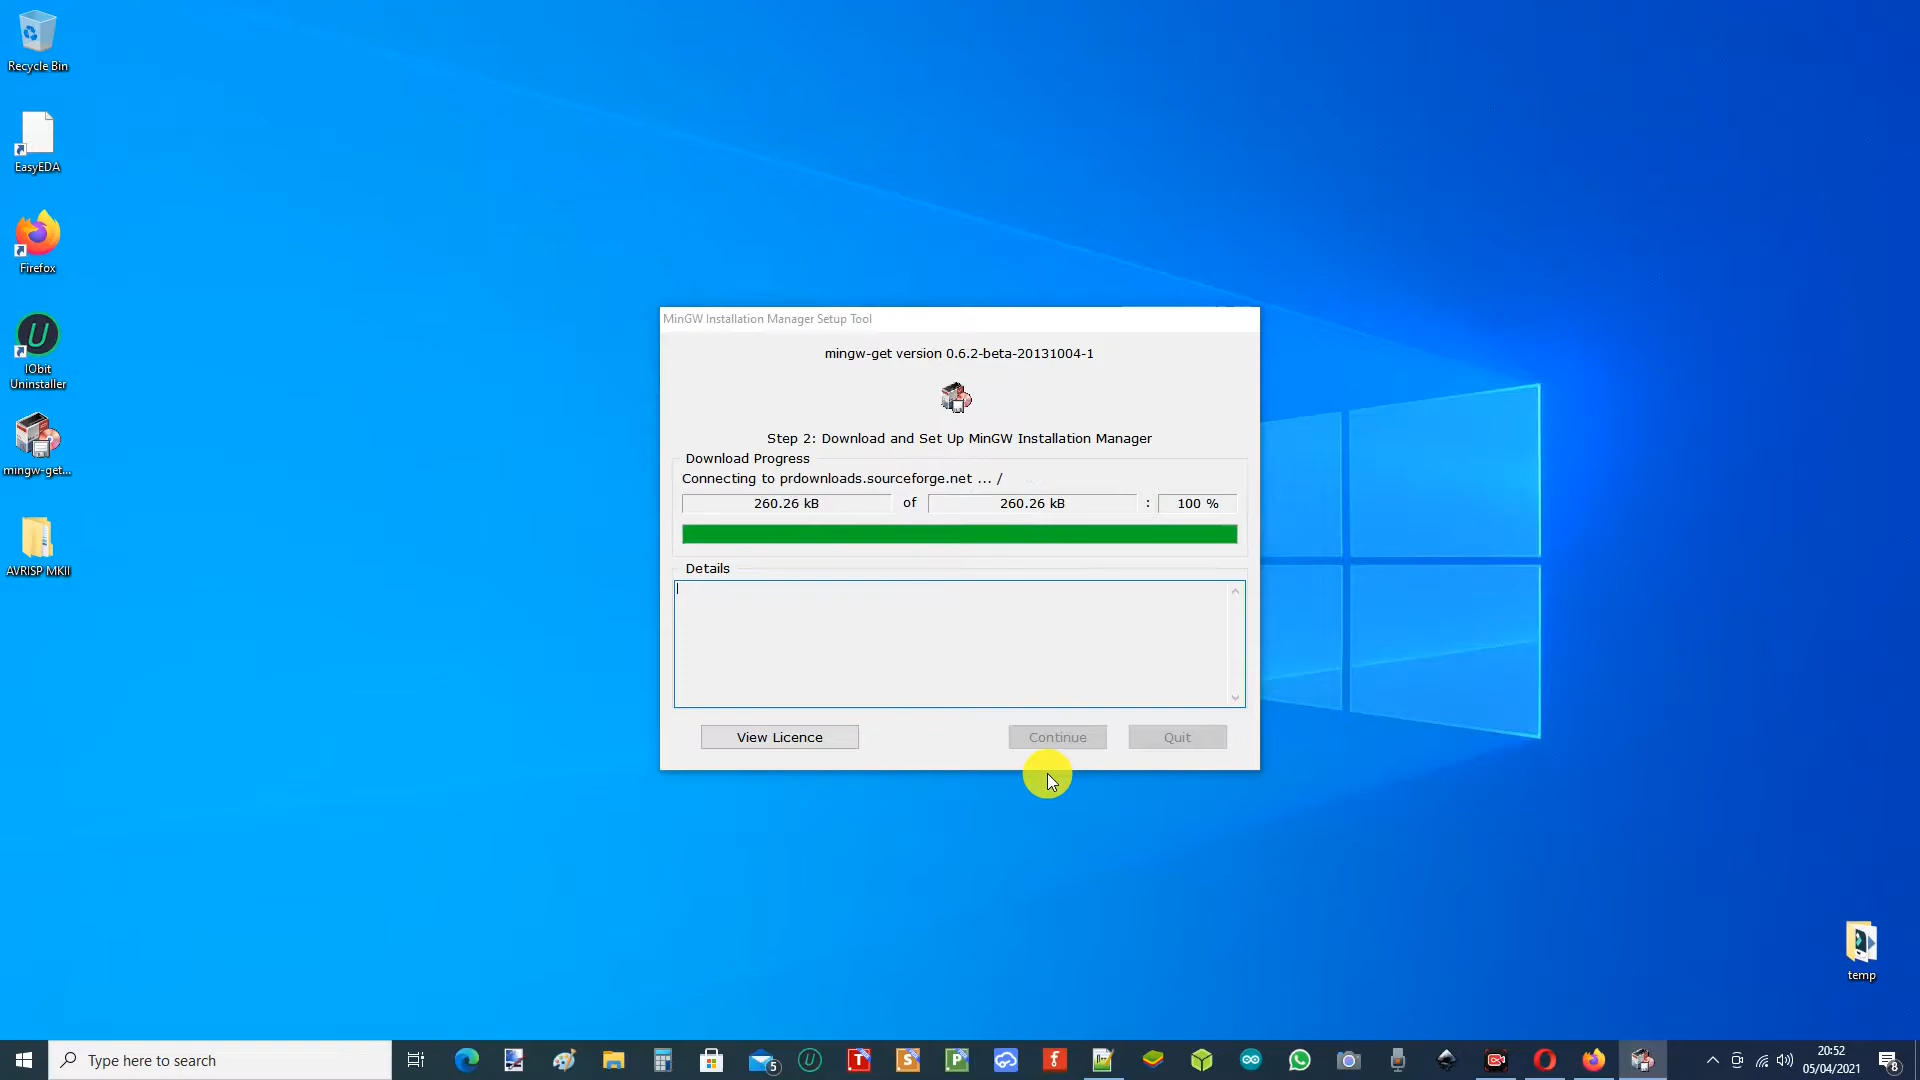 Recycle Bin
EasyEDA
Firefox
IObit
Uninstaller
mingw-get...
AVRISP MKII
MinGW Installation Manager Setup Tool
mingw-get version 0.6.2-beta-20131004-1
Step 2: Download and Set Up MinGW Installation Manager
Download Progress
Connecting to prdownloads.sourceforge.net ... /
260.26 kB of 260.26 kB : 100 %
Details
View Licence Continue Quit
temp
Type here to search
5
20:52
05/04/2021
8